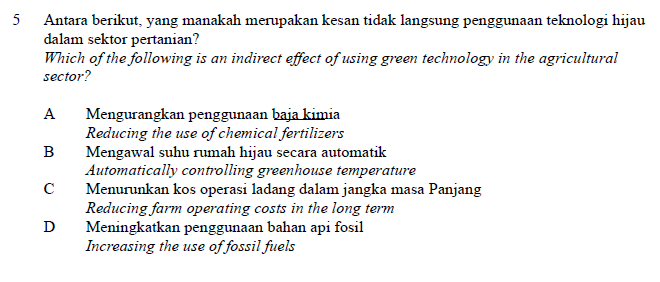 5 Antara berikut, yang manakah merupakan kesan tidak langsung penggunaan teknologi hijau
dalam sektor pertanian?
Which of the following is an indirect effect of using green technology in the agricultural
sector?
A Mengurangkan penggunaan baja kimia
Reducing the use of chemical fertilizers
B Mengawal suhu rumah hijau secara automatik
Automatically controlling greenhouse temperature
C Menurunkan kos operasi ladang dalam jangka masa Panjang
Reducing farm operating costs in the long term
D Meningkatkan penggunaan bahan api fosil
Increasing the use of fossil fuels